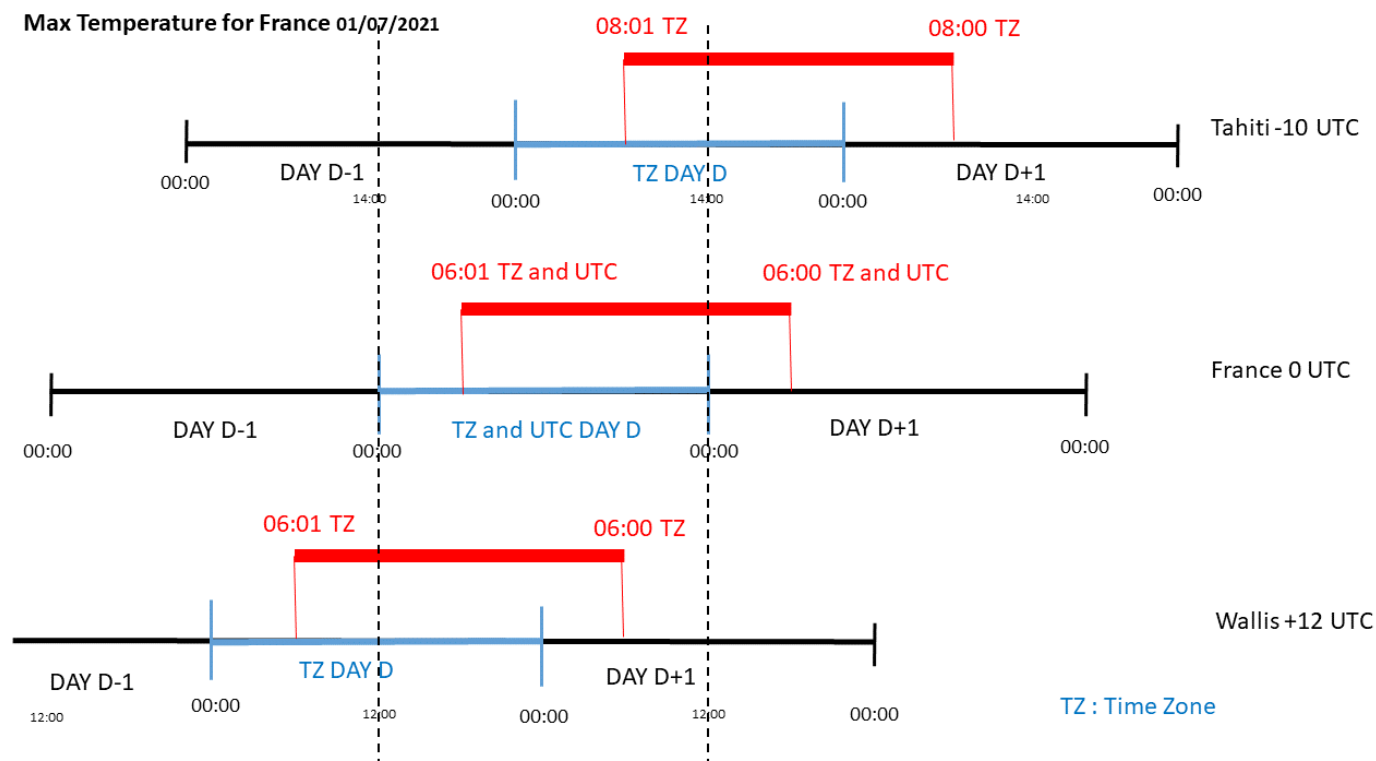 Max Temperature for France 01/07/2021
08:01 TZ
08:00 TZ
Tahiti -10 UTC
DAY D-1
TZ DAY D
DAY D+1
00:00
14:00
00:00
14:00
00:00
14:00
00:00
06:01 TZ and UTC
06:00 TZ and UTC
France 0 UTC
DAY D-1
TZ and UTC DAY D
DAY D+1
00:00
00:00
00:00
00:00
06:01 TZ
06:00 TZ
Wallis +12 UTC
DAY D-1
TZ DAY D
DAY D+1
12:00
00:00
12:00
00:00
12:00
00:00
TZ : Time Zone